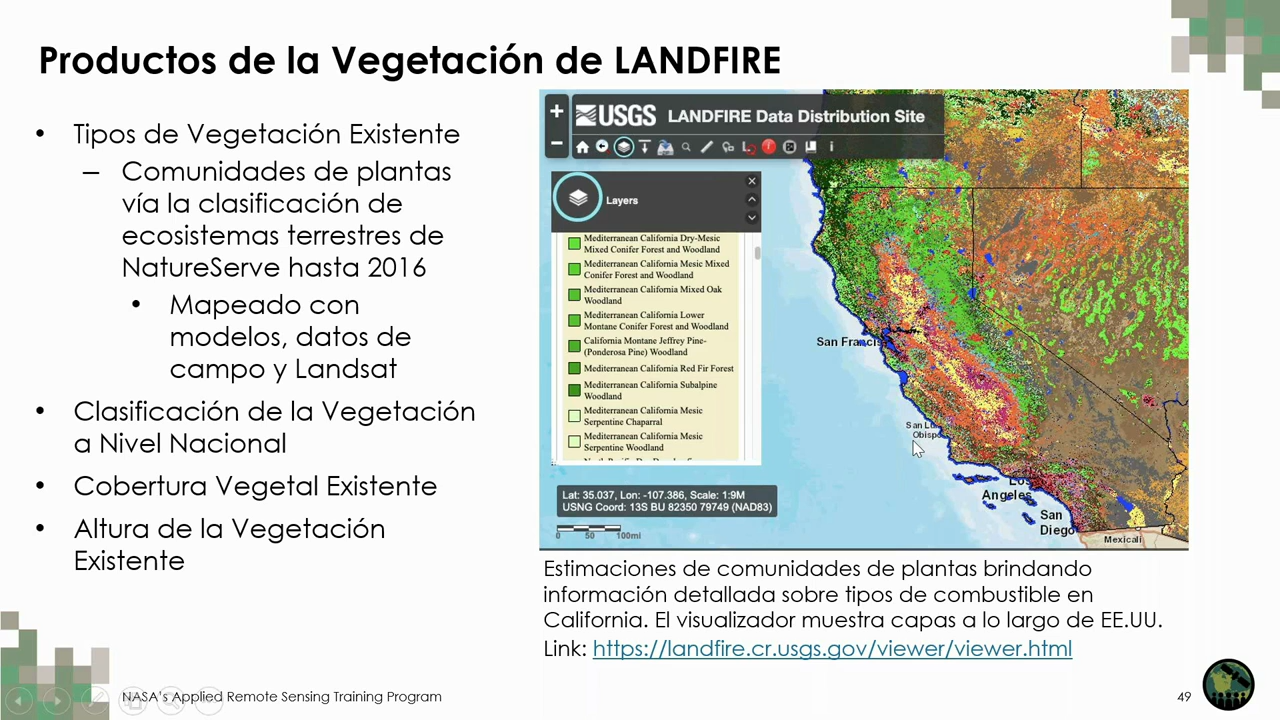 Productos de la Vegetación de LANDFIRE
• Tipos de Vegetación Existente
– Comunidades de plantas
vía la clasificación de
ecosistemas terrestres de
NatureServe hasta 2016
• Mapeado con
modelos, datos de
campo y Landsat
• Clasificación de la Vegetación
a Nivel Nacional
• Cobertura Vegetal Existente
• Altura de la Vegetación
Existente
USGS LANDFIRE Data Distribution Site
Layers
Mediterranean California Dry-Mesic
Mixed Conifer Forest and Woodland
Mediterranean California Mesic Mixed
Conifer Forest and Woodland
Mediterranean California Mixed Oak
Woodland
Mediterranean California Lower
Montane Conifer Forest and Woodland
California Montane Jeffrey Pine-
(Ponderosa Pine) Woodland
Mediterranean California Red Fir Forest
Mediterranean California Subalpine
Woodland
Mediterranean California Mesic
Serpentine Chaparral
Mediterranean California Mesic
Serpentine Woodland
Lat: 35.037, Lon: -107.386, Scale: 1:9M
USNG Coord: 13S BU 82350 79749 (NAD83)
0 50 100mi
San Francis
San Lu
Obispo
Los
Angeles
San
Diego
Mexicali
Estimaciones de comunidades de plantas brindando
información detallada sobre tipos de combustible en
California. El visualizador muestra capas a lo largo de EE.UU.
Link: https://landfire.cr.usgs.gov/viewer/viewer.html
NASA's Applied Remote Sensing Training Program
49